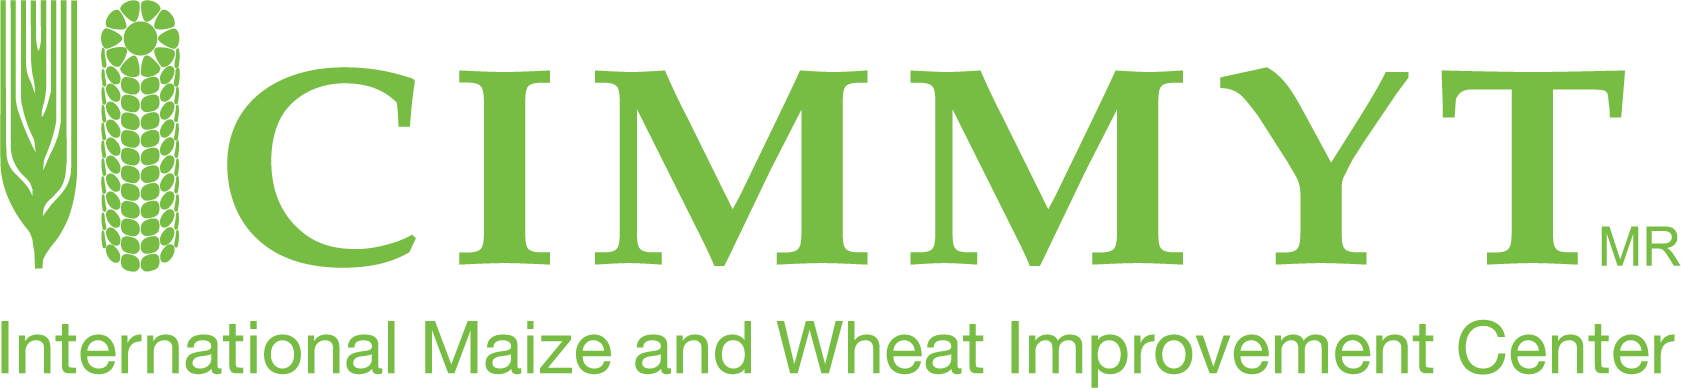 CIMMYT MR
International Maize and Wheat Improvement Center